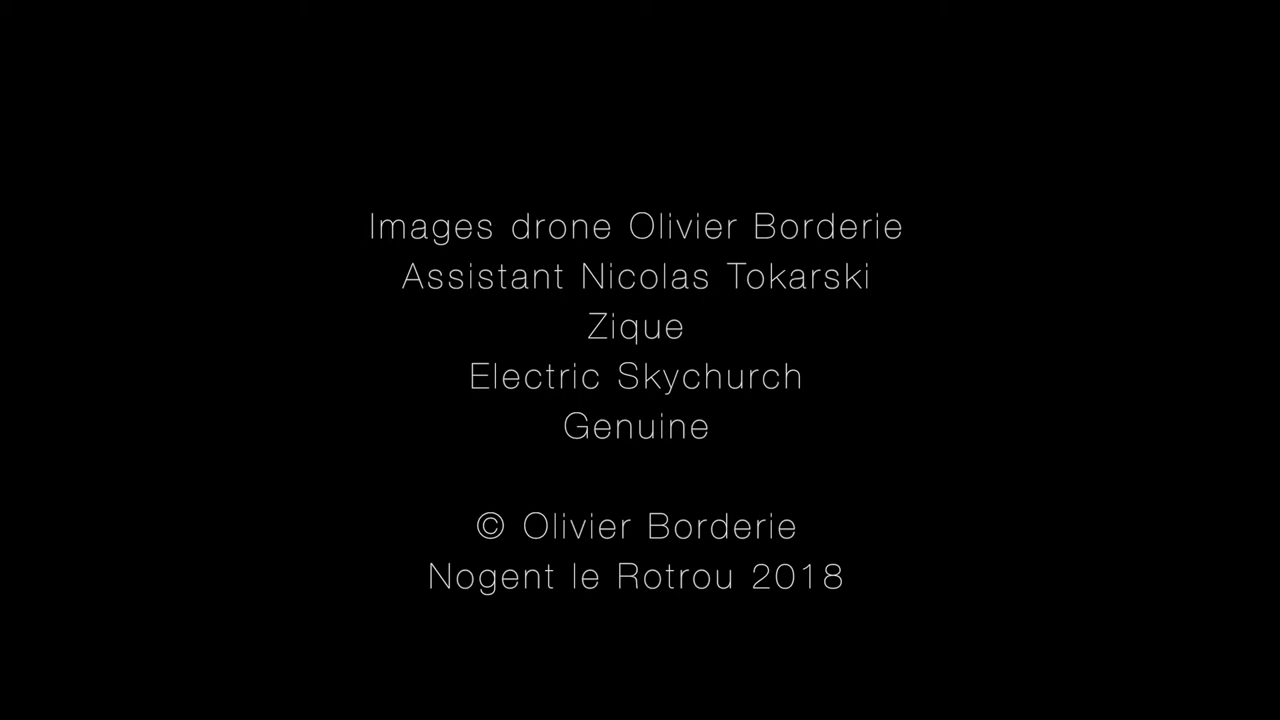 Images drone Olivier Borderie
Assistant Nicolas Tokarski
Zique
Electric Skychurch
Genuine
© Olivier Borderie
Nogent le Rotrou 2018